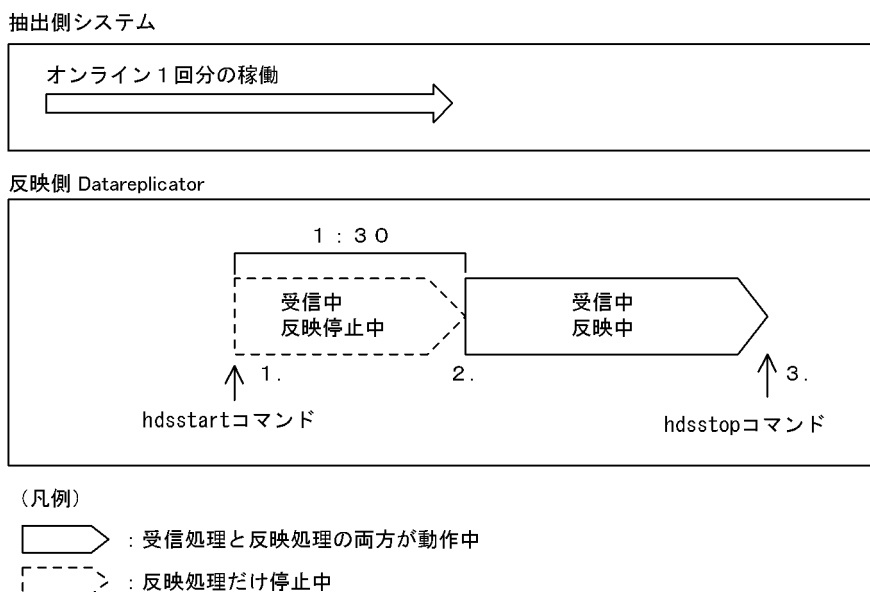 抽出側システム
オンライン１回分の稼働
反映側 Datareplicator
１：３０
受信中
反映停止中
受信中
反映中
１.
２.
３.
hdsstartコマンド
hdsstopコマンド
（凡例）
：受信処理と反映処理の両方が動作中
：反映処理だけ停止中